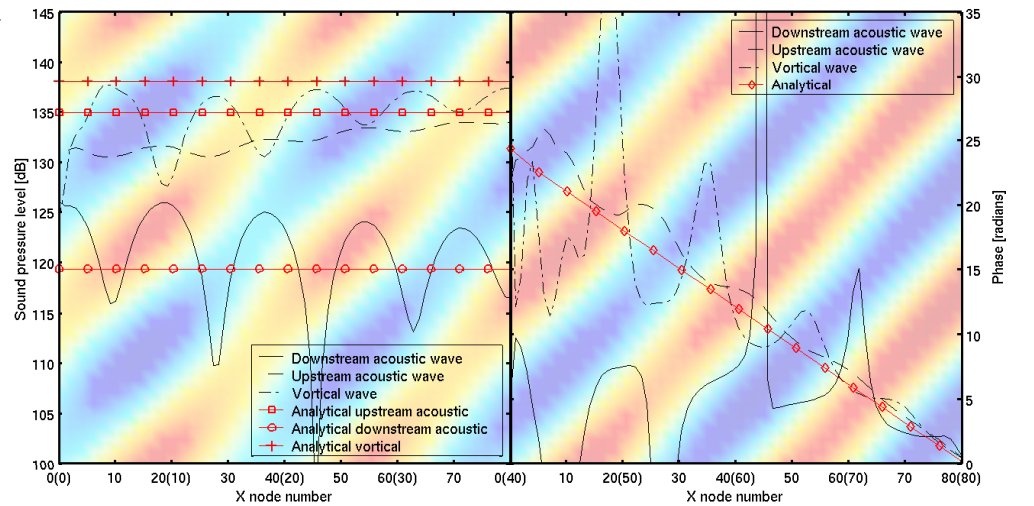 145
140
135
130
125
120
115
110
105
100
Sound pressure level [dB]
Downstream acoustic wave
Upstream acoustic wave
Vortical wave
Analytical upstream acoustic
Analytical downstream acoustic
Analytical vortical
0(0)
10
20(10)
30
40(20)
50
60(30)
70
0(40)
X node number
Downstream acoustic wave
Upstream acoustic wave
Vortical wave
Analytical
10
20(50)
30
40(60)
50
60(70)
70
80(80)
X node number
35
30
25
20
15
10
5
0
Phase [radians]